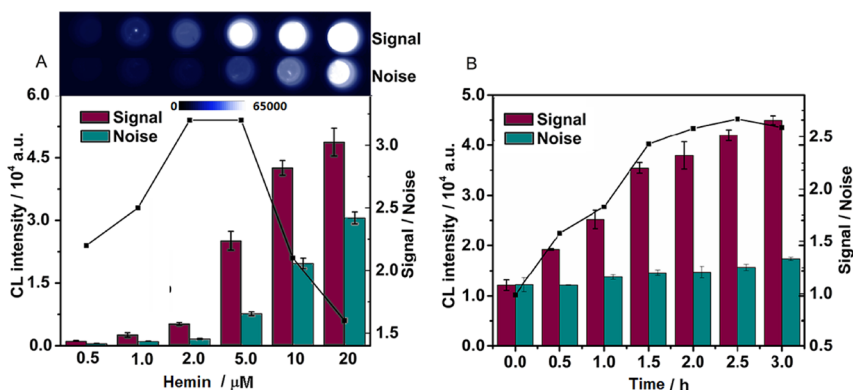 A
Signal
Noise
0 65000
6.0
4.5
3.0
1.5
0.0
Signal
Noise
3.0
2.5
2.0
1.5
CL intensity / 10⁴ a.u.
Signal / Noise
0.5 1.0 2.0 5.0 10 20
Hemin / μM
B
5.0
4.0
3.0
2.0
1.0
0.0
Signal
Noise
2.5
2.0
1.5
1.0
0.5
CL intensity / 10⁴ a.u.
Signal / Noise
0.0 0.5 1.0 1.5 2.0 2.5 3.0
Time / h